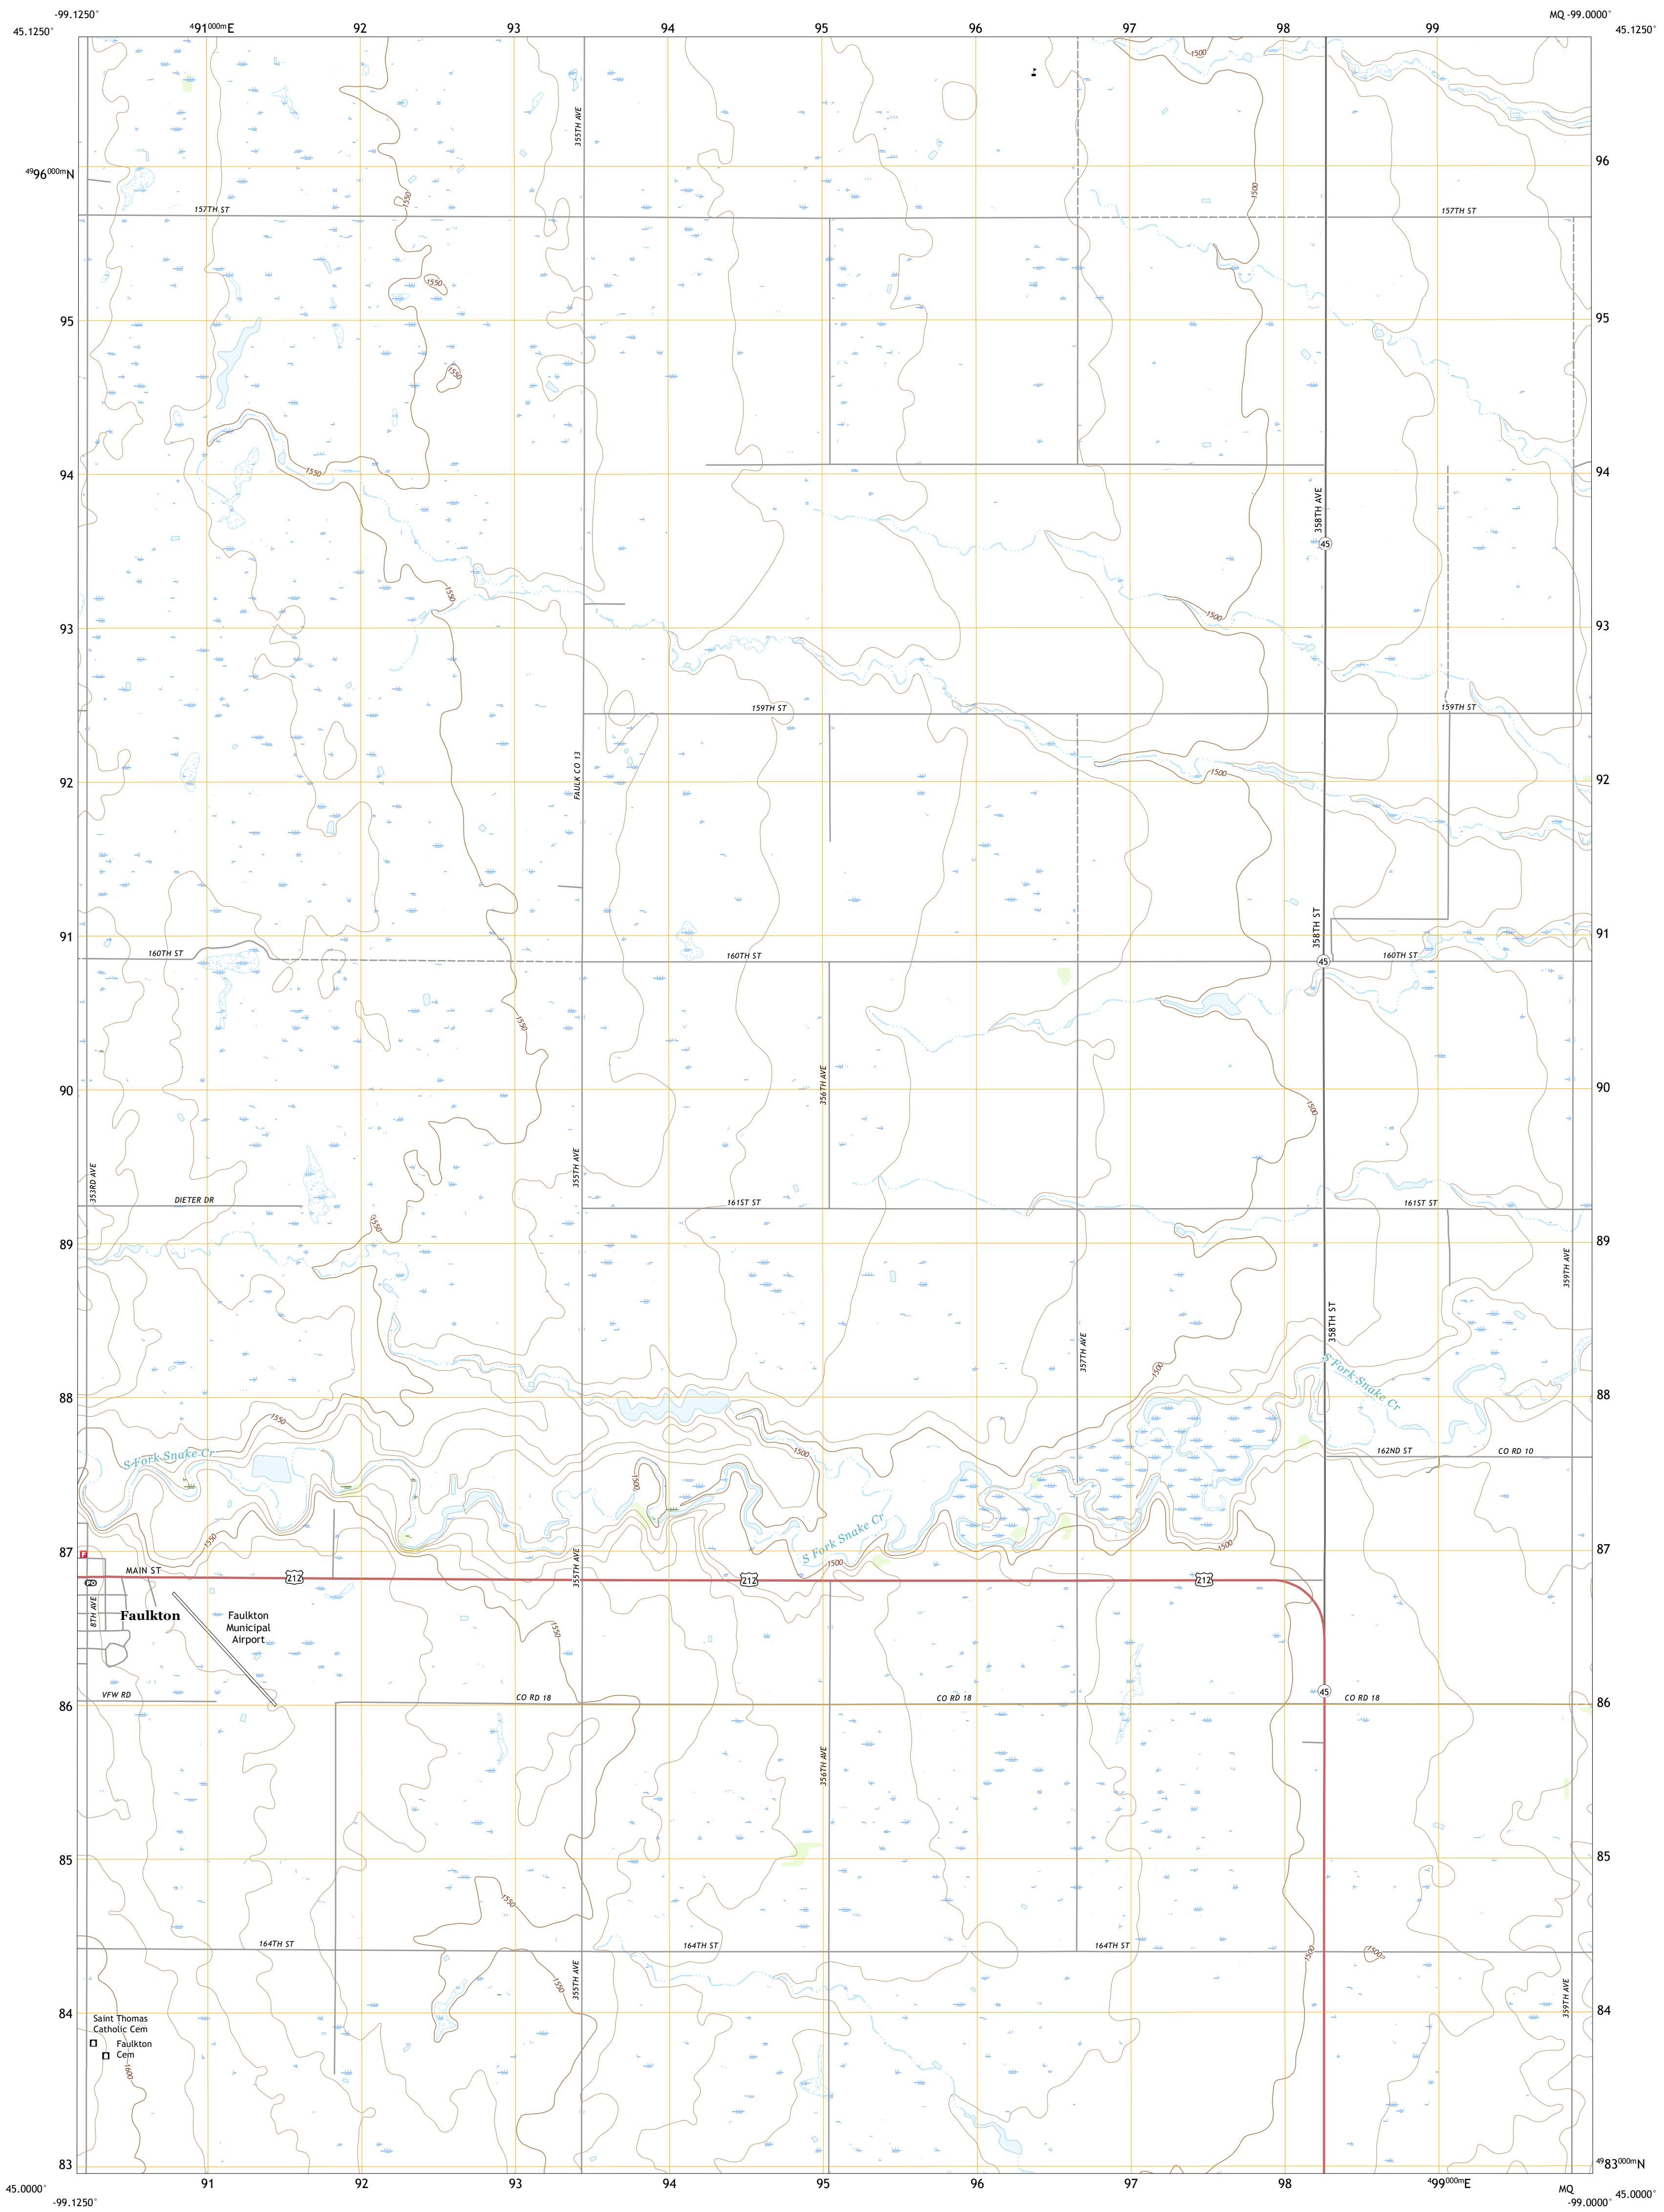 -99.1250°
MQ -99.0000°
45.1250°
⁴91⁰⁰⁰ᵐE
92
93
94
95
96
97
98
99
45.1250°
1500
355TH AVE
⁴⁹96⁰⁰⁰ᵐN
96
1550
1500
157TH ST
157TH ST
1550
95
95
1550
1550
94
94
358TH AVE
45
1550
1500
93
93
159TH ST
159TH ST
FAULK CO 13
1500
92
92
358TH ST
91
91
160TH ST
160TH ST
160TH ST
45
1550
356TH AVE
90
90
1500
353RD AVE
355TH AVE
DIETER DR
161ST ST
161ST ST
1550
89
89
359TH AVE
358TH ST
357TH AVE
1500
S Fork Snake Cr
88
88
1550
S Fork Snake Cr
1500
162ND ST
CO RD 10
1500
S Fork Snake Cr
1550
1500
1500
87
87
F
MAIN ST
355TH AVE
212
212
212
PO
8TH AVE
Faulkton
Faulkton
Municipal
Airport
1550
45
VFW RD
CO RD 18
CO RD 18
CO RD 18
86
86
356TH AVE
85
85
1550
164TH ST
164TH ST
164TH ST
1500
1500
355TH AVE
1550
359TH AVE
84
84
Saint Thomas
Catholic Cem
Faulkton
Cem
1600
83
⁴⁹83⁰⁰⁰ᵐN
45.0000°
91
92
93
94
95
96
97
98
⁴99⁰⁰⁰ᵐE
MQ
45.0000°
-99.1250°
-99.0000°